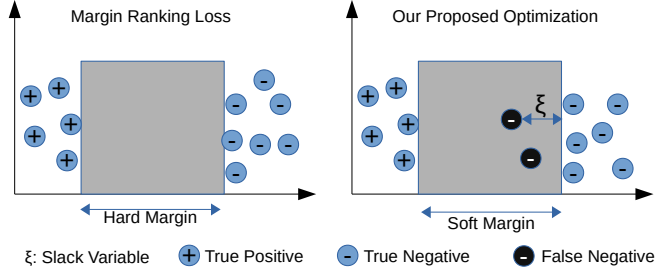 Margin Ranking Loss
Our Proposed Optimization
ξ
Hard Margin
Soft Margin
ξ: Slack Variable + True Positive - True Negative - False Negative